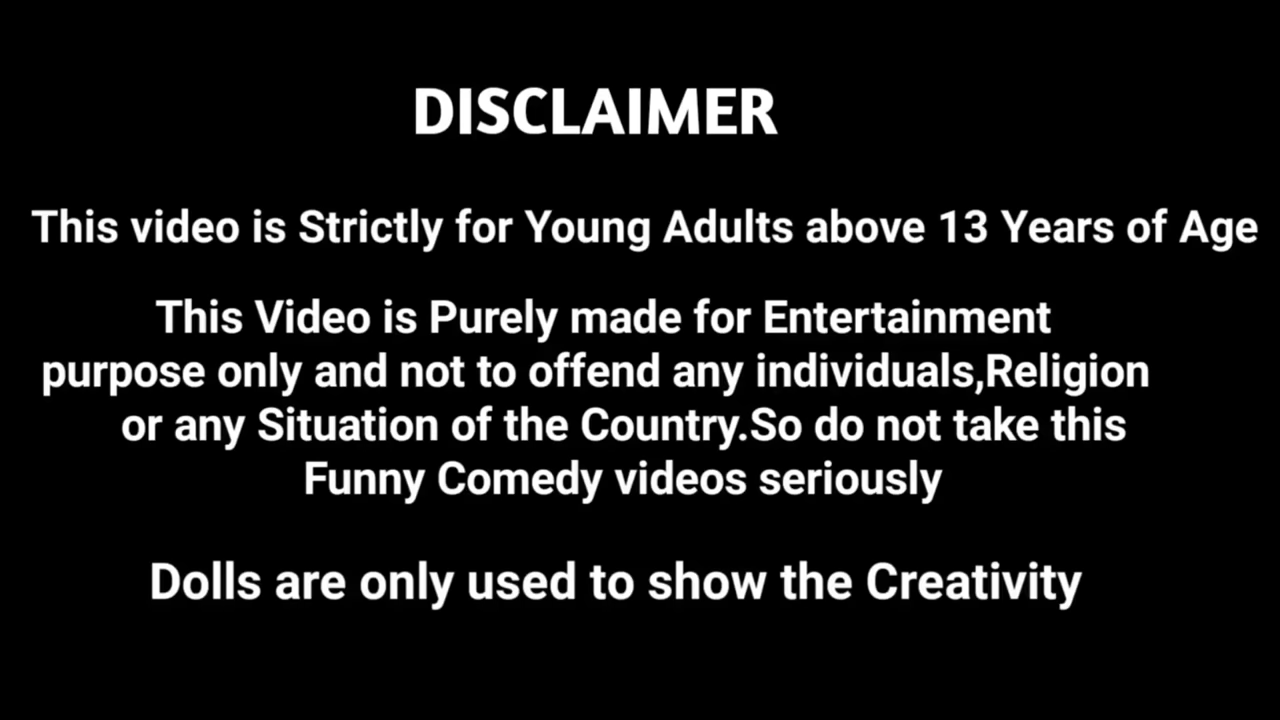 DISCLAIMER
This video is Strictly for Young Adults above 13 Years of Age
This Video is Purely made for Entertainment
purpose only and not to offend any individuals,Religion
or any Situation of the Country.So do not take this
Funny Comedy videos seriously
Dolls are only used to show the Creativity